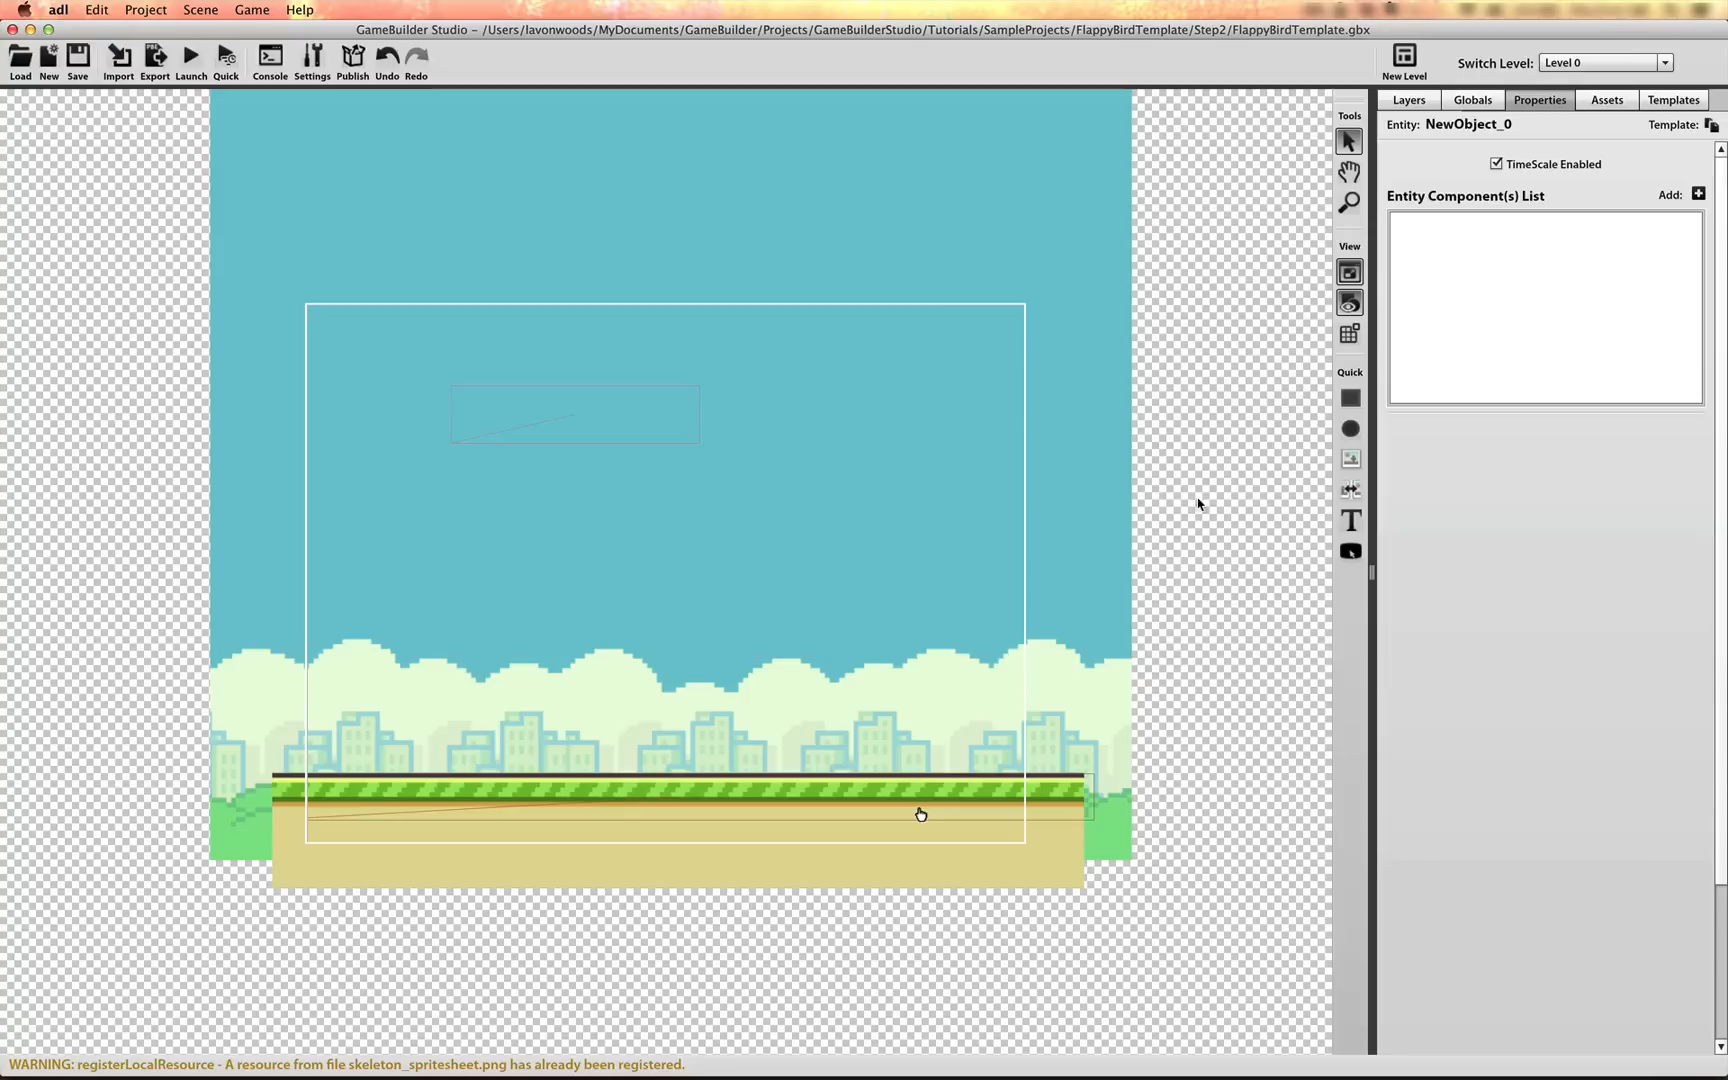 adl Edit Project Scene Game Help
GameBuilder Studio – /Users/lavonwoods/MyDocuments/GameBuilder/Projects/GameBuilderStudio/Tutorials/SampleProjects/FlappyBirdTemplate/Step2/FlappyBirdTemplate.gbx
Load New Save Import Export Launch Quick Console Settings Publish Undo Redo
New Level
Switch Level: Level 0
Tools
View
Quick
T
Layers Globals Properties Assets Templates
Entity: NewObject_0 Template:
TimeScale Enabled
Entity Component(s) List Add:
WARNING: registerLocalResource - A resource from file skeleton_spritesheet.png has already been registered.